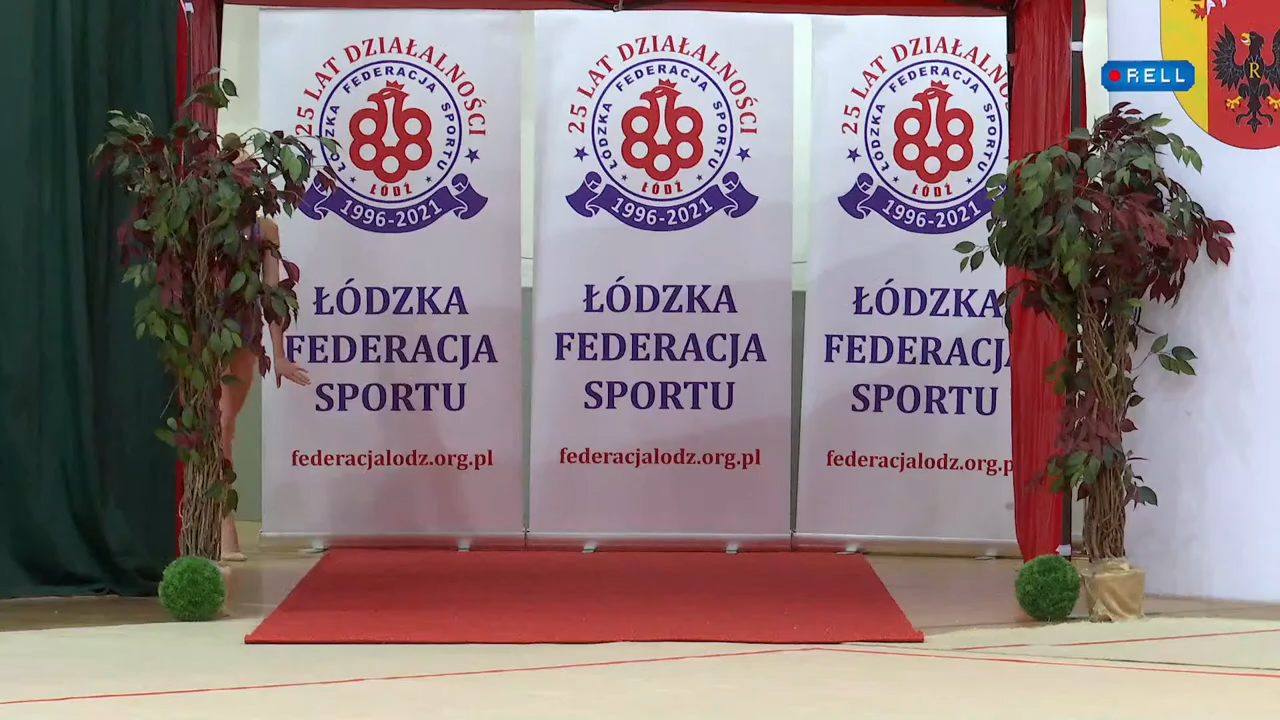 25 LAT DZIAŁALNOŚCI
ŁÓDZKA FEDERACJA SPORTU
ŁÓDŹ
1996-2021
ŁÓDZKA
FEDERACJA
SPORTU
federacjalodz.org.pl
25 LAT DZIAŁALNOŚCI
ŁÓDZKA FEDERACJA SPORTU
ŁÓDŹ
1996-2021
ŁÓDZKA
FEDERACJA
SPORTU
federacjalodz.org.pl
25 LAT DZIAŁALNOŚ
ŁÓDZKA FEDERACJA SPORTU
ŁÓDŹ
1996-2021
ŁÓDZKA
FEDERACJ
SPORTU
federacjalodz.org.p
RELL
R